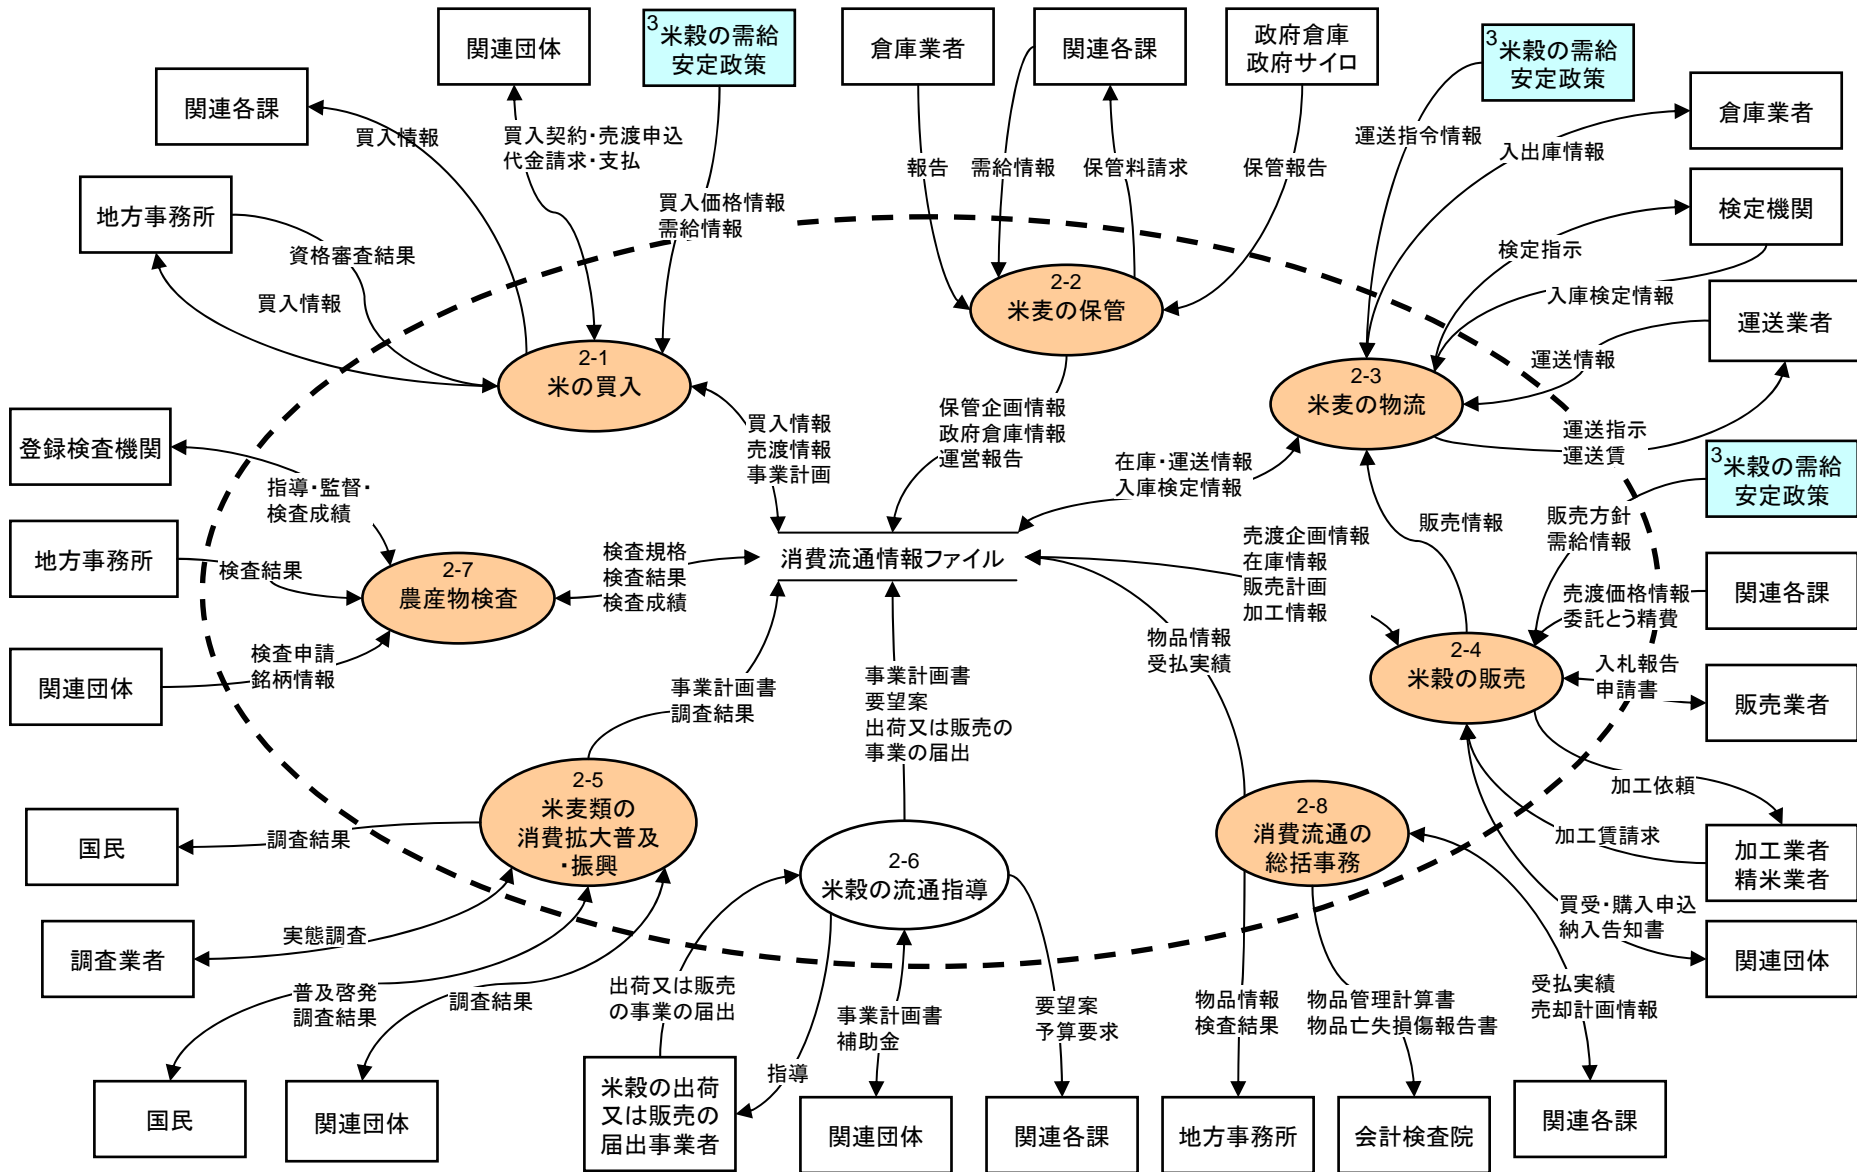 関連団体
3
米穀の需給
安定政策
倉庫業者
関連各課
政府倉庫
政府サイロ
3
米穀の需給
安定政策
関連各課
倉庫業者
買入情報
買入契約・売渡申込
代金請求・支払
報告
需給情報
保管料請求
保管報告
運送指令情報
入出庫情報
地方事務所
買入価格情報
需給情報
検定機関
資格審査結果
検定指示
買入情報
2-2
米麦の保管
入庫検定情報
運送業者
2-1
米の買入
運送情報
2-3
米麦の物流
登録検査機関
買入情報
売渡情報
事業計画
保管企画情報
政府倉庫情報
運営報告
在庫・運送情報
入庫検定情報
運送指示
運送賃
3
米穀の需給
安定政策
指導・監督・
検査成績
地方事務所
検査結果
2-7
農産物検査
検査規格
検査結果
検査成績
消費流通情報ファイル
売渡企画情報
在庫情報
販売計画
加工情報
販売情報
販売方針
需給情報
関連各課
売渡価格情報
委託とう精費
関連団体
検査申請
銘柄情報
物品情報
受払実績
2-4
米穀の販売
入札報告
申請書
販売業者
事業計画書
調査結果
事業計画書
要望案
出荷又は販売の
事業の届出
2-5
米麦類の
消費拡大普及
・振興
2-8
消費流通の
総括事務
加工依頼
国民
調査結果
2-6
米穀の流通指導
加工賃請求
加工業者
精米業者
調査業者
実態調査
買受・購入申込
納入告知書
関連団体
普及啓発
調査結果
調査結果
出荷又は販売
の事業の届出
事業計画書
補助金
要望案
予算要求
物品情報
検査結果
物品管理計算書
物品亡失損傷報告書
受払実績
売却計画情報
指導
国民
関連団体
米穀の出荷
又は販売の
届出事業者
関連団体
関連各課
地方事務所
会計検査院
関連各課